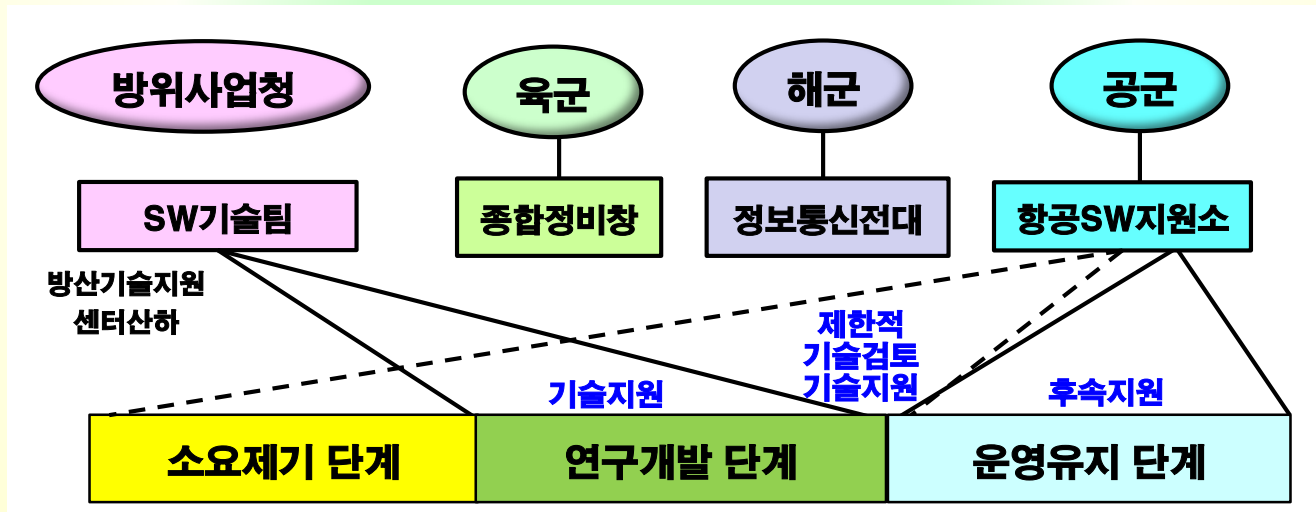 방위사업청
육군
해군
공군
SW기술팀
종합정비창
정보통신전대
항공SW지원소
방산기술지원
센터산하
제한적
기술검토
기술지원
기술지원
후속지원
소요제기 단계
연구개발 단계
운영유지 단계